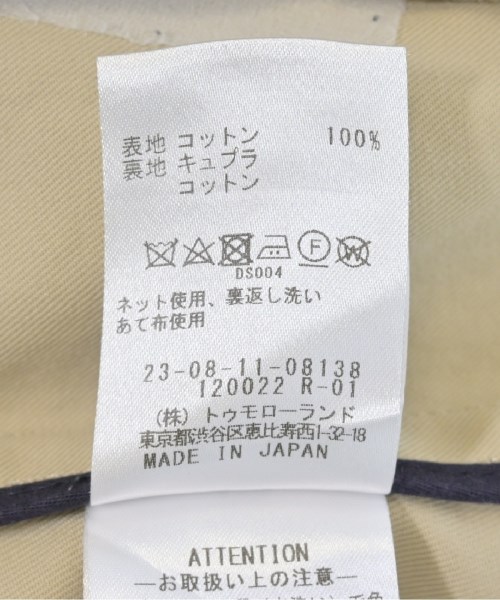 表地 コットン 100%
裏地 キュプラ
コットン
F W
DS004
ネット使用、裏返し洗い
あて布使用
23-08-11-08138
120022 R-01
(株) トゥモローランド
東京都渋谷区恵比寿西1-32-18
MADE IN JAPAN
ATTENTION
—お取扱い上の注意—